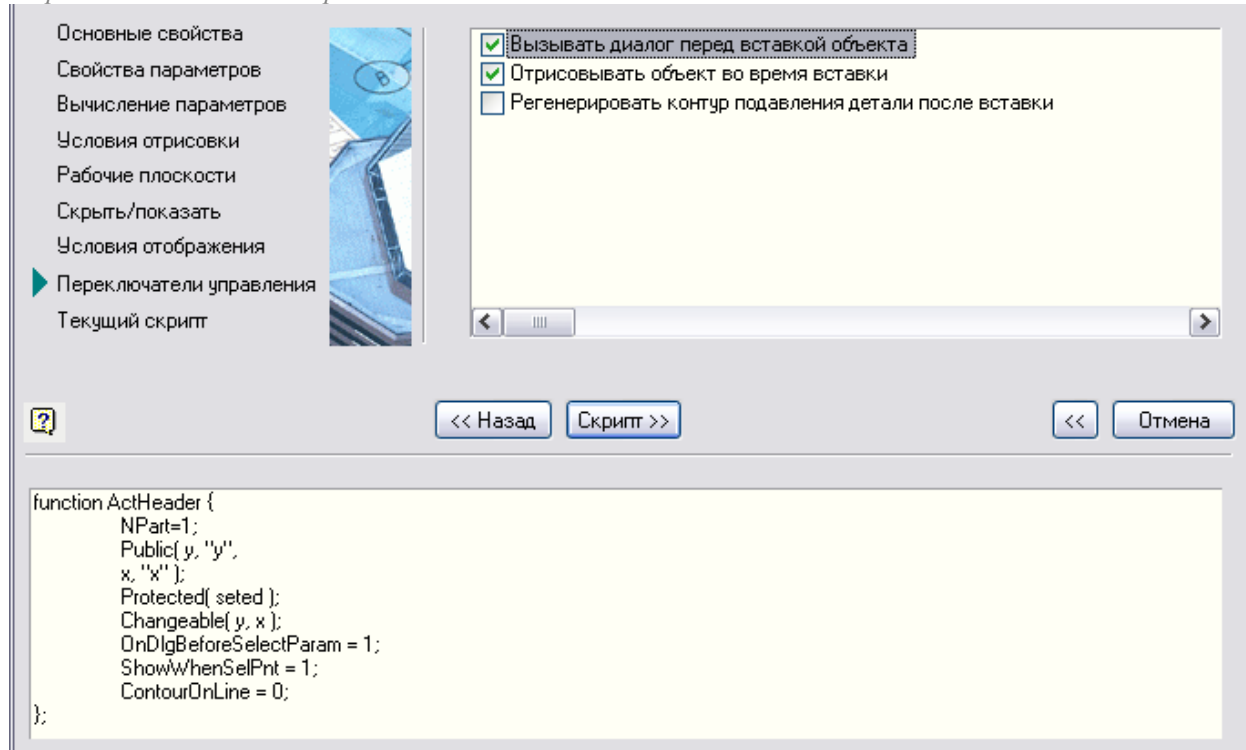 Основные свойства
Свойства параметров
Вычисление параметров
Условия отрисовки
Рабочие плоскости
Скрыть/показать
Условия отображения
Переключатели управления
Текущий скрипт
B
Вызывать диалог перед вставкой объекта
Отрисовывать объект во время вставки
Регенерировать контур подавления детали после вставки
<< Назад
Скрипт >>
<<
Отмена
function ActHeader {
NPart=1;
Public( y, "y",
x, "x" );
Protected( seted );
Changeable( y, x );
OnDlgBeforeSelectParam = 1;
ShowWhenSelPnt = 1;
ContourOnLine = 0;
};